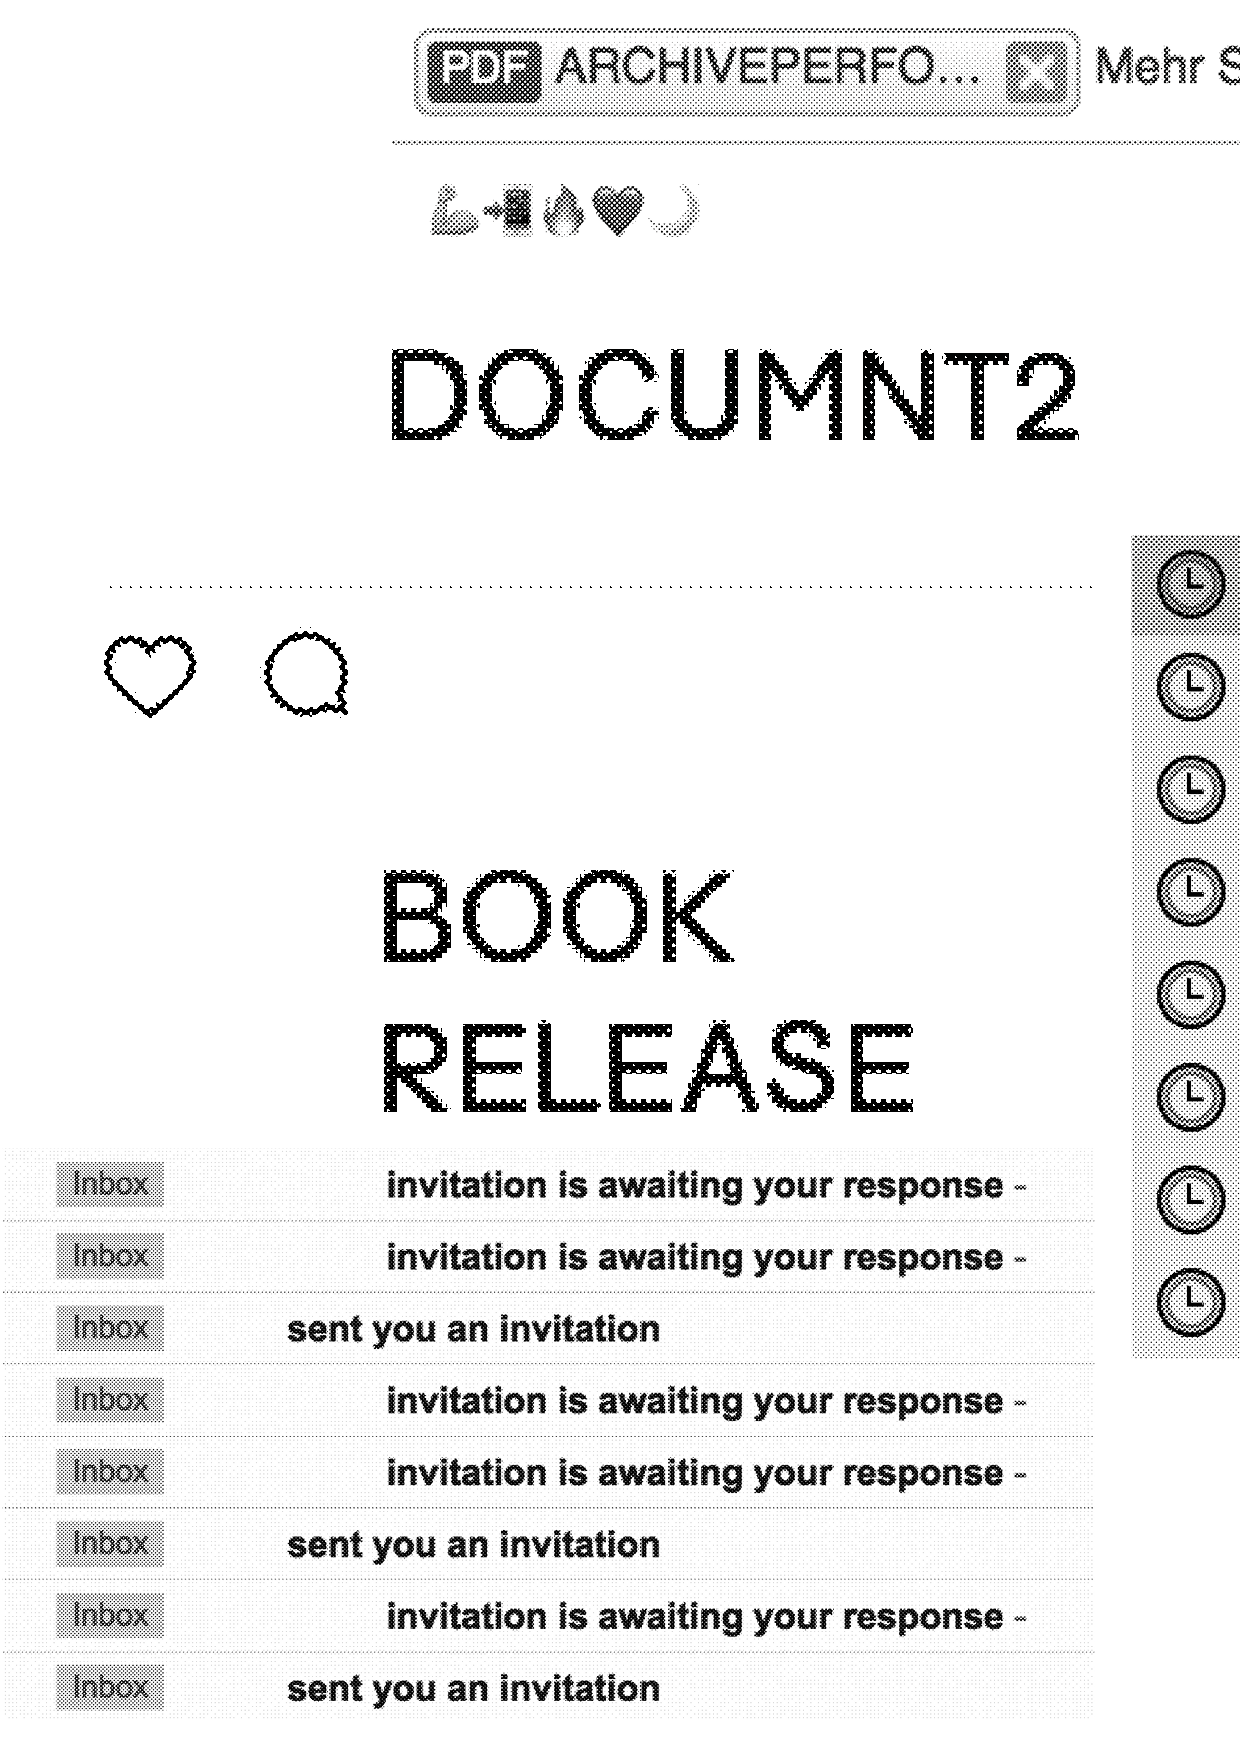 PDF ARCHIVEPERFO... Mehr S
💪📲🔥♥🌙
DOCUMNT2
BOOK
RELEASE
Inbox invitation is awaiting your response -
Inbox invitation is awaiting your response -
Inbox sent you an invitation
Inbox invitation is awaiting your response -
Inbox invitation is awaiting your response -
Inbox sent you an invitation
Inbox invitation is awaiting your response -
Inbox sent you an invitation